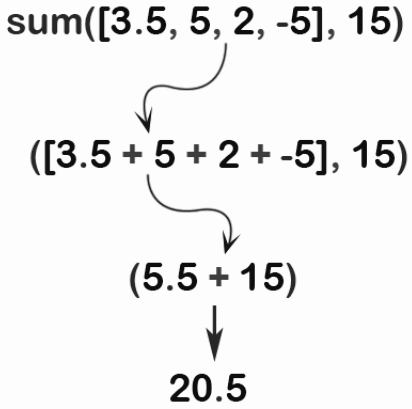 sum([3.5, 5, 2, -5], 15)
([3.5 + 5 + 2 + -5], 15)
(5.5 + 15)
20.5